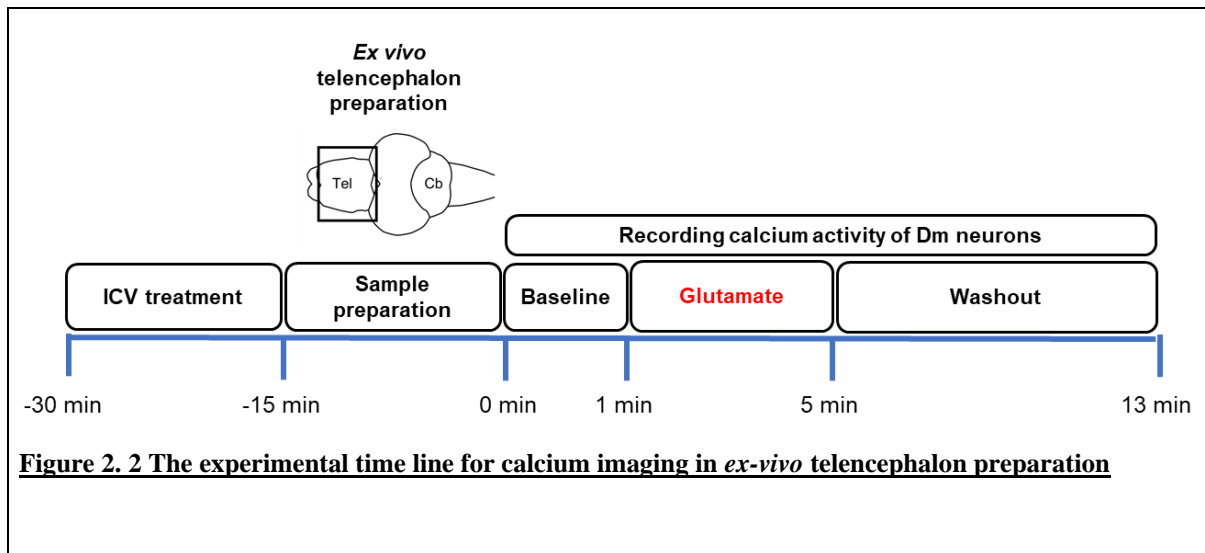 Ex vivo
telencephalon
preparation
Tel
Cb
Recording calcium activity of Dm neurons
ICV treatment
Sample
preparation
Baseline
Glutamate
Washout
-30 min
-15 min
0 min
1 min
5 min
13 min
Figure 2. 2 The experimental time line for calcium imaging in ex-vivo telencephalon preparation